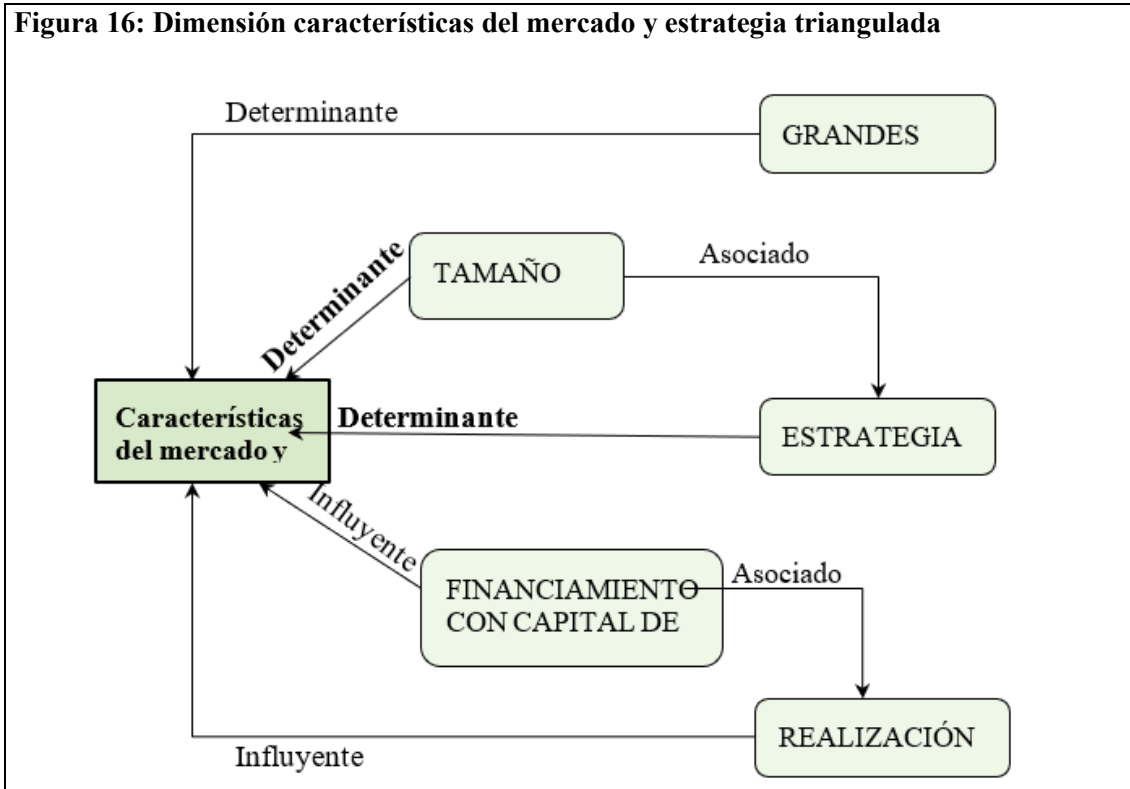 Figura 16: Dimensión características del mercado y estrategia triangulada
Determinante
GRANDES
Determinante
TAMAÑO
Asociado
Características
del mercado y
Determinante
ESTRATEGIA
Influyente
FINANCIAMIENTO
CON CAPITAL DE
Asociado
REALIZACIÓN
Influyente